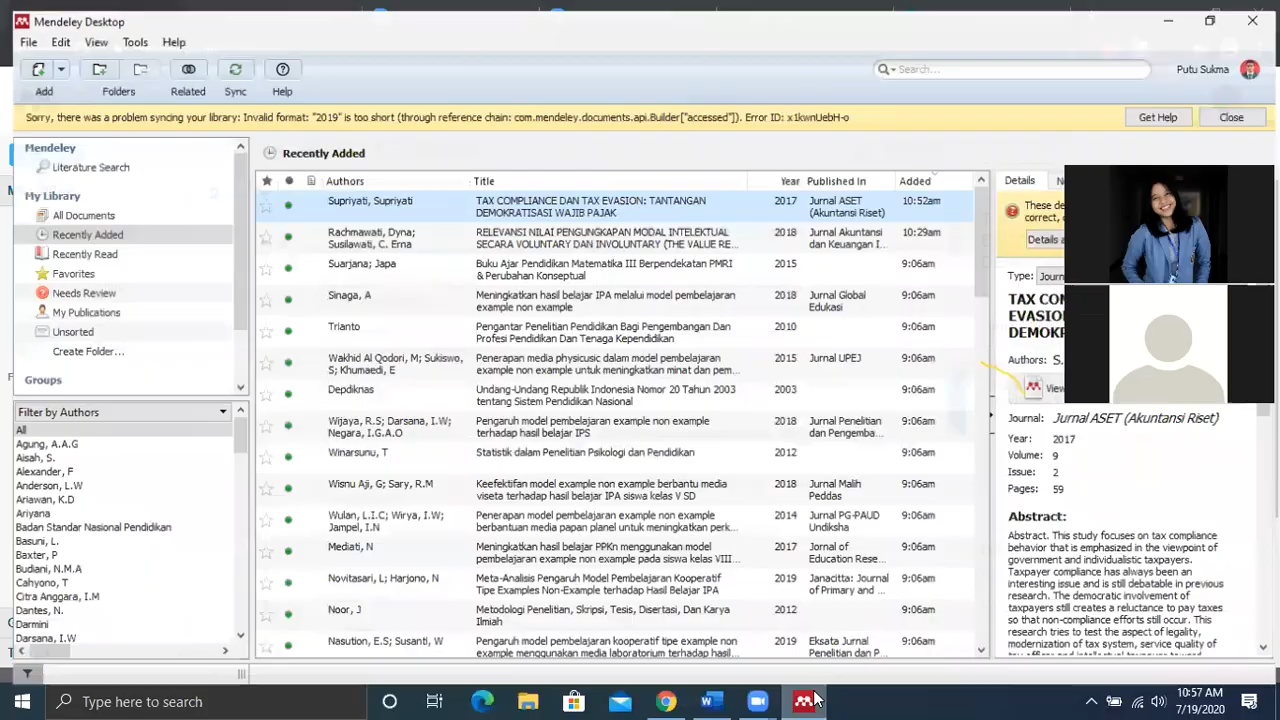 Mendeley Desktop
File Edit View Tools Help
Add Folders Related Sync Help
Search...
Putu Sukma
Sorry, there was a problem syncing your library: Invalid format: "2019" is too short (through reference chain: com.mendeley.documents.api.Builder["accessed"]). Error ID: x1kwnUebH-o
Get Help Close
Mendeley
Literature Search
My Library
All Documents
Recently Added
Recently Read
Favorites
Needs Review
My Publications
Unsorted
Create Folder...
Groups
Filter by Authors
All
Agung, A.A.G
Aisah, S.
Alexander, F
Anderson, L.W
Ariawan, K.D
Ariyana
Badan Standar Nasional Pendidikan
Basuni, L.
Baxter, P
Budiani, N.M.A
Cahyono, T
Citra Anggara, I.M
Dantes, N.
Darmini
Darsana, I.W
Recently Added
Authors Title Year Published In Added
Supriyati, Supriyati TAX COMPLIANCE DAN TAX EVASION: TANTANGAN 2017 Jurnal ASET 10:52am
DEMOKRATISASI WAJIB PAJAK (Akuntansi Riset)
Rachmawati, Dyna; RELEVANSI NILAI PENGUNGKAPAN MODAL INTELEKTUAL 2018 Jurnal Akuntansi 10:29am
Susilawati, C. Erna SECARA VOLUNTARY DAN INVOLUNTARY (THE VALUE RE... dan Keuangan I...
Suarjana; Japa Buku Ajar Pendidikan Matematika III Berpendekatan PMRI 2015 9:06am
& Perubahan Konseptual
Sinaga, A Meningkatkan hasil belajar IPA melalui model pembelajaran 2018 Jurnal Global 9:06am
example non example Edukasi
Trianto Pengantar Penelitian Pendidikan Bagi Pengembangan Dan 2010 9:06am
Profesi Pendidikan Dan Tenaga Kependidikan
Wakhid Al Qodori, M; Sukiswo, Penerapan media physicusic dalam model pembelajaran 2015 Jurnal UPEJ 9:06am
S; Khumaedi, E example non example untuk meningkatkan minat dan pem...
Depdiknas Undang-Undang Republik Indonesia Nomor 20 Tahun 2003 2003 9:06am
tentang Sistem Pendidikan Nasional
Wijaya, R.S; Darsana, I.W; Pengaruh model pembelajaran example non example 2018 Jurnal Penelitian 9:06am
Negara, I.G.A.O terhadap hasil belajar IPS dan Pengemba...
Winarsunu, T Statistik dalam Penelitian Psikologi dan Pendidikan 2012 9:06am
Wisnu Aji, G; Sary, R.M Keefektifan model example non example berbantu media 2018 Jurnal Malih 9:06am
viseta terhadap hasil belajar IPA siswa kelas V SD Peddas
Wulan, L.I.C; Wirya, I.W; Penerapan model pembelajaran example non example 2014 Jurnal PG-PAUD 9:06am
Jampel, I.N berbantuan media papan planel untuk meningkatkan perk... Undiksha
Mediati, N Meningkatkan hasil belajar PPKn menggunakan model 2017 Jornal of 9:06am
pembelajaran example non example pada siswa kelas VIII... Education Rese...
Novitasari, L; Harjono, N Meta-Analisis Pengaruh Model Pembelajaran Kooperatif 2019 Janacitta: Journal 9:06am
Tipe Examples Non-Example terhadap Hasil Belajar IPA of Primary and ...
Noor, J Metodologi Penelitian, Skripsi, Tesis, Disertasi, Dan Karya 2012 9:06am
Ilmiah
Nasution, E.S; Susanti, W Pengaruh model pembelajaran kooperatif tipe example non 2019 Eksata Jurnal 9:06am
example menggunakan media laboratorium terhadap hasil... Penelitian dan P...
Details
These de
correct,
Details a
Type: Journ
TAX CO
EVASION:
DEMOK
Authors: S.
View
Journal: Jurnal ASET (Akuntansi Riset)
Year: 2017
Volume: 9
Issue: 2
Pages: 59
Abstract:
Abstract. This study focuses on tax compliance
behavior that is emphasized in the viewpoint of
government and individualistic taxpayers.
Taxpayer compliance has always been an
interesting issue and is still debatable in previous
research. The democratic involvement of
taxpayers still creates a reluctance to pay taxes
so that non-compliance efforts still occur. This
research tries to test the aspect of legality,
modernization of tax system, service quality of
Type here to search
10:57 AM
7/19/2020